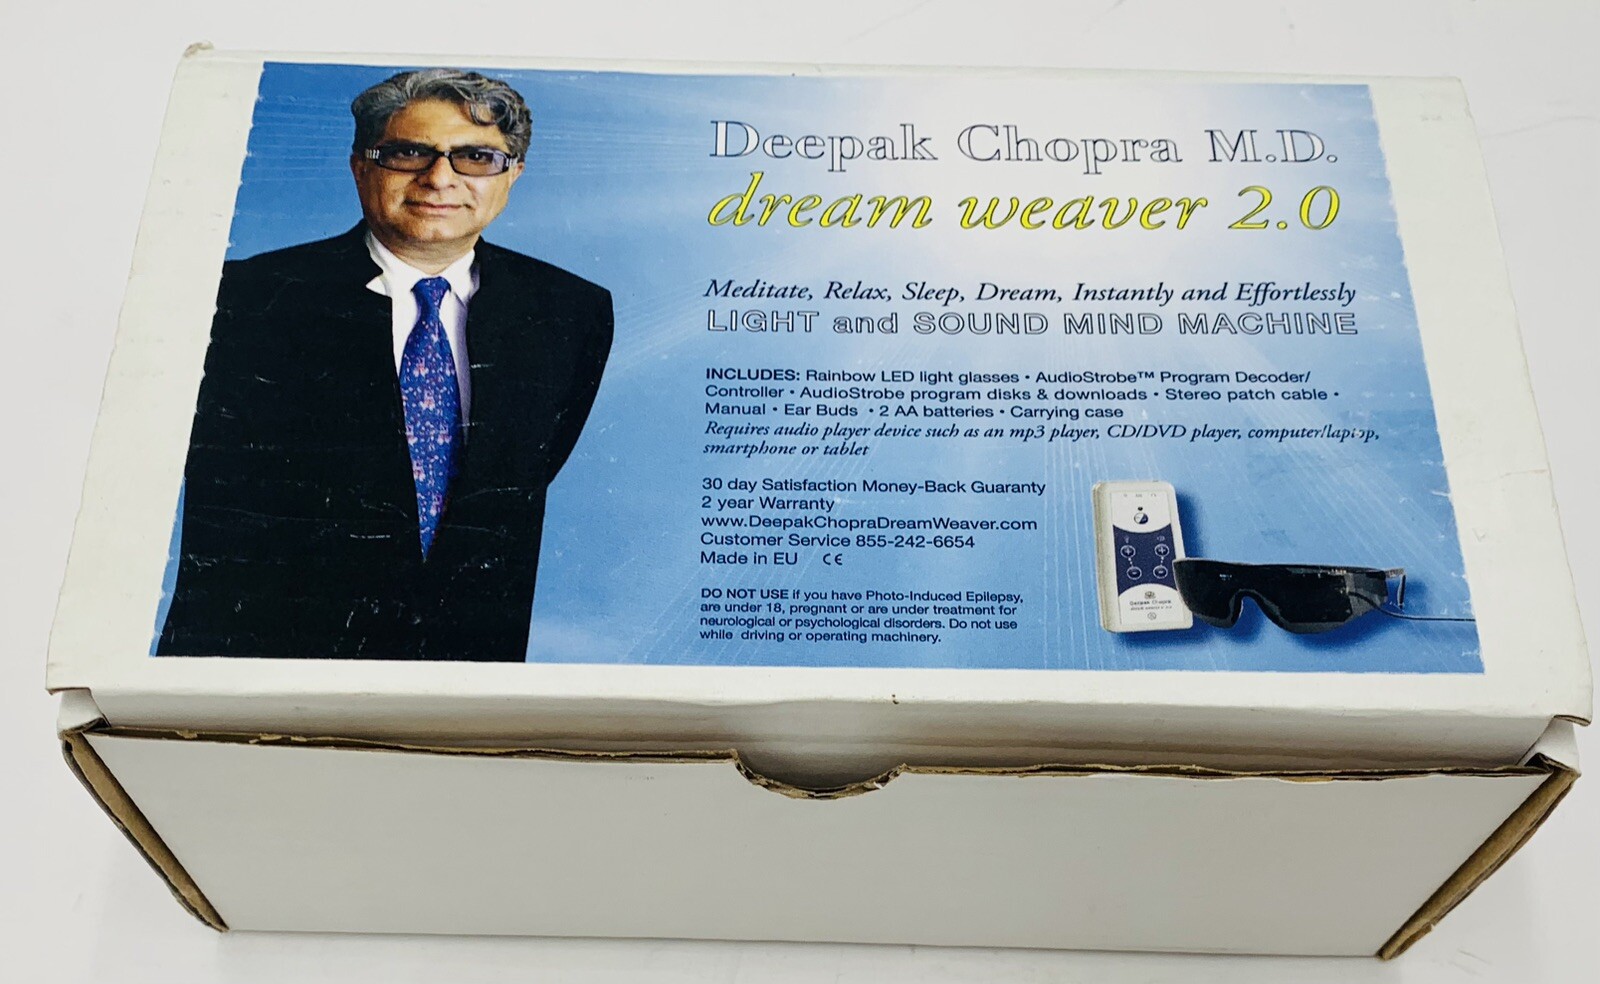 Deepak Chopra M.D.
dream weaver 2.0
Meditate, Relax, Sleep, Dream, Instantly and Effortlessly
LIGHT and SOUND MIND MACHINE
INCLUDES: Rainbow LED light glasses • AudioStrobe™ Program Decoder/
Controller • AudioStrobe program disks & downloads • Stereo patch cable •
Manual • Ear Buds • 2 AA batteries • Carrying case
Requires audio player device such as an mp3 player, CD/DVD player, computer/laptop,
smartphone or tablet
30 day Satisfaction Money-Back Guaranty
2 year Warranty
www.DeepakChopraDreamWeaver.com
Customer Service 855-242-6654
Made in EU CE
DO NOT USE if you have Photo-Induced Epilepsy,
are under 18, pregnant or are under treatment for
neurological or psychological disorders. Do not use
while driving or operating machinery.
Deepak Chopra